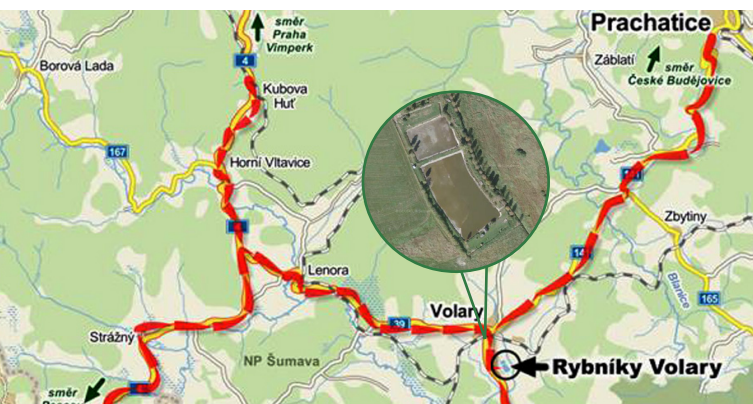 směr
Praha
Vimperk
Prachatice
4
Borová Lada
Záblatí
směr
České Budějovice
Kubova
Huť
167
Horní Vltavice
Zbytiny
Lenora
Blanice
165
Volary
39
Strážný
NP Šumava
Rybníky Volary
směr